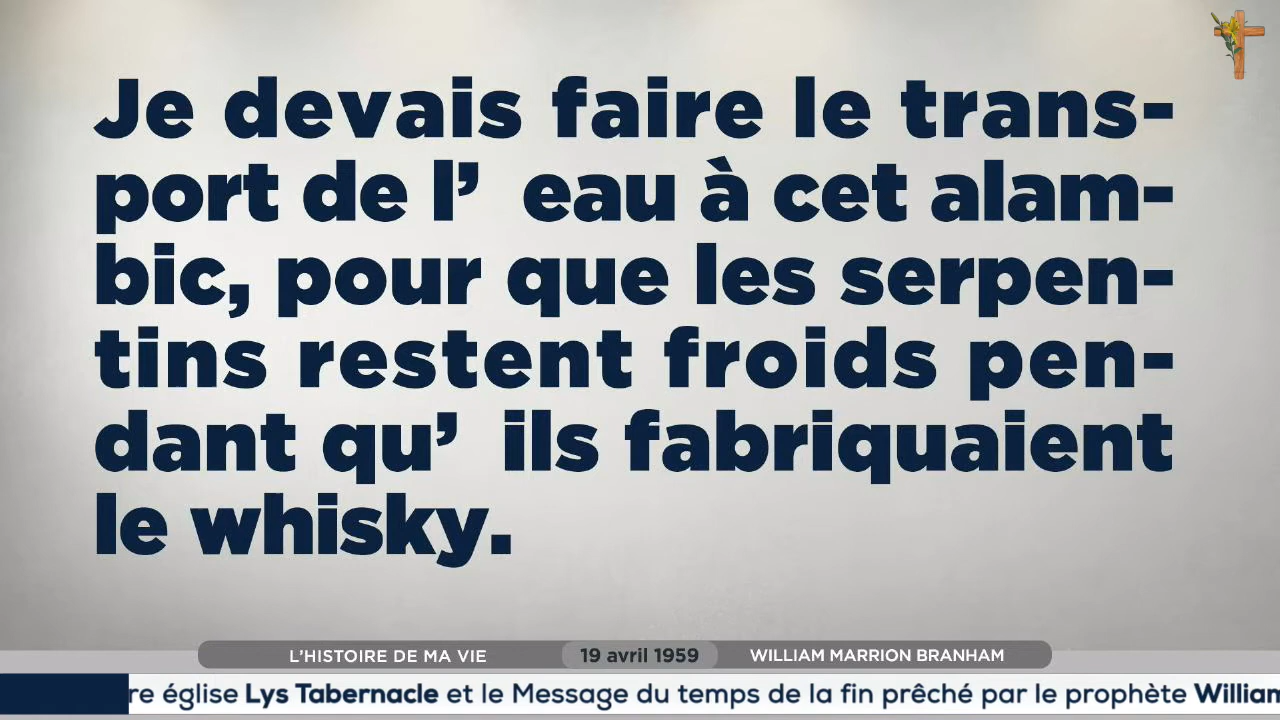 Je devais faire le trans-
port de l’ eau à cet alam-
bic, pour que les serpen-
tins restent froids pen-
dant qu’ ils fabriquaient
le whisky.
L’HISTOIRE DE MA VIE 19 avril 1959 WILLIAM MARRION BRANHAM
re église Lys Tabernacle et le Message du temps de la fin prêché par le prophète William